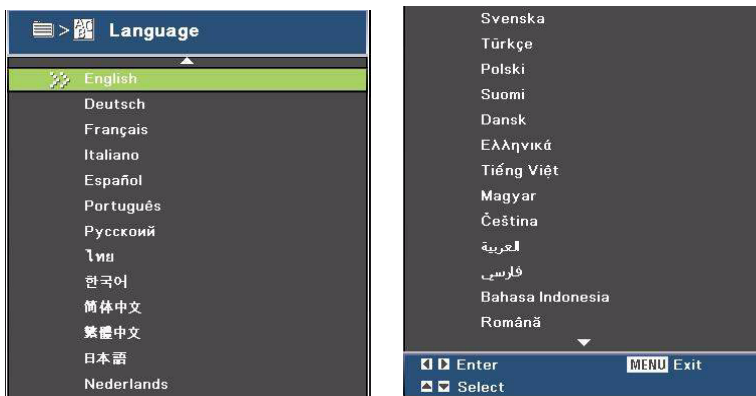 > Language
English
Deutsch
Français
Italiano
Español
Português
Русскоий
ไทย
한국어
简体中文
繁體中文
日本語
Nederlands
Svenska
Türkçe
Polski
Suomi
Dansk
Ελληνικά
Tiếng Việt
Magyar
Čeština
العربية
فارسي
Bahasa Indonesia
Română
Enter MENU Exit
Select